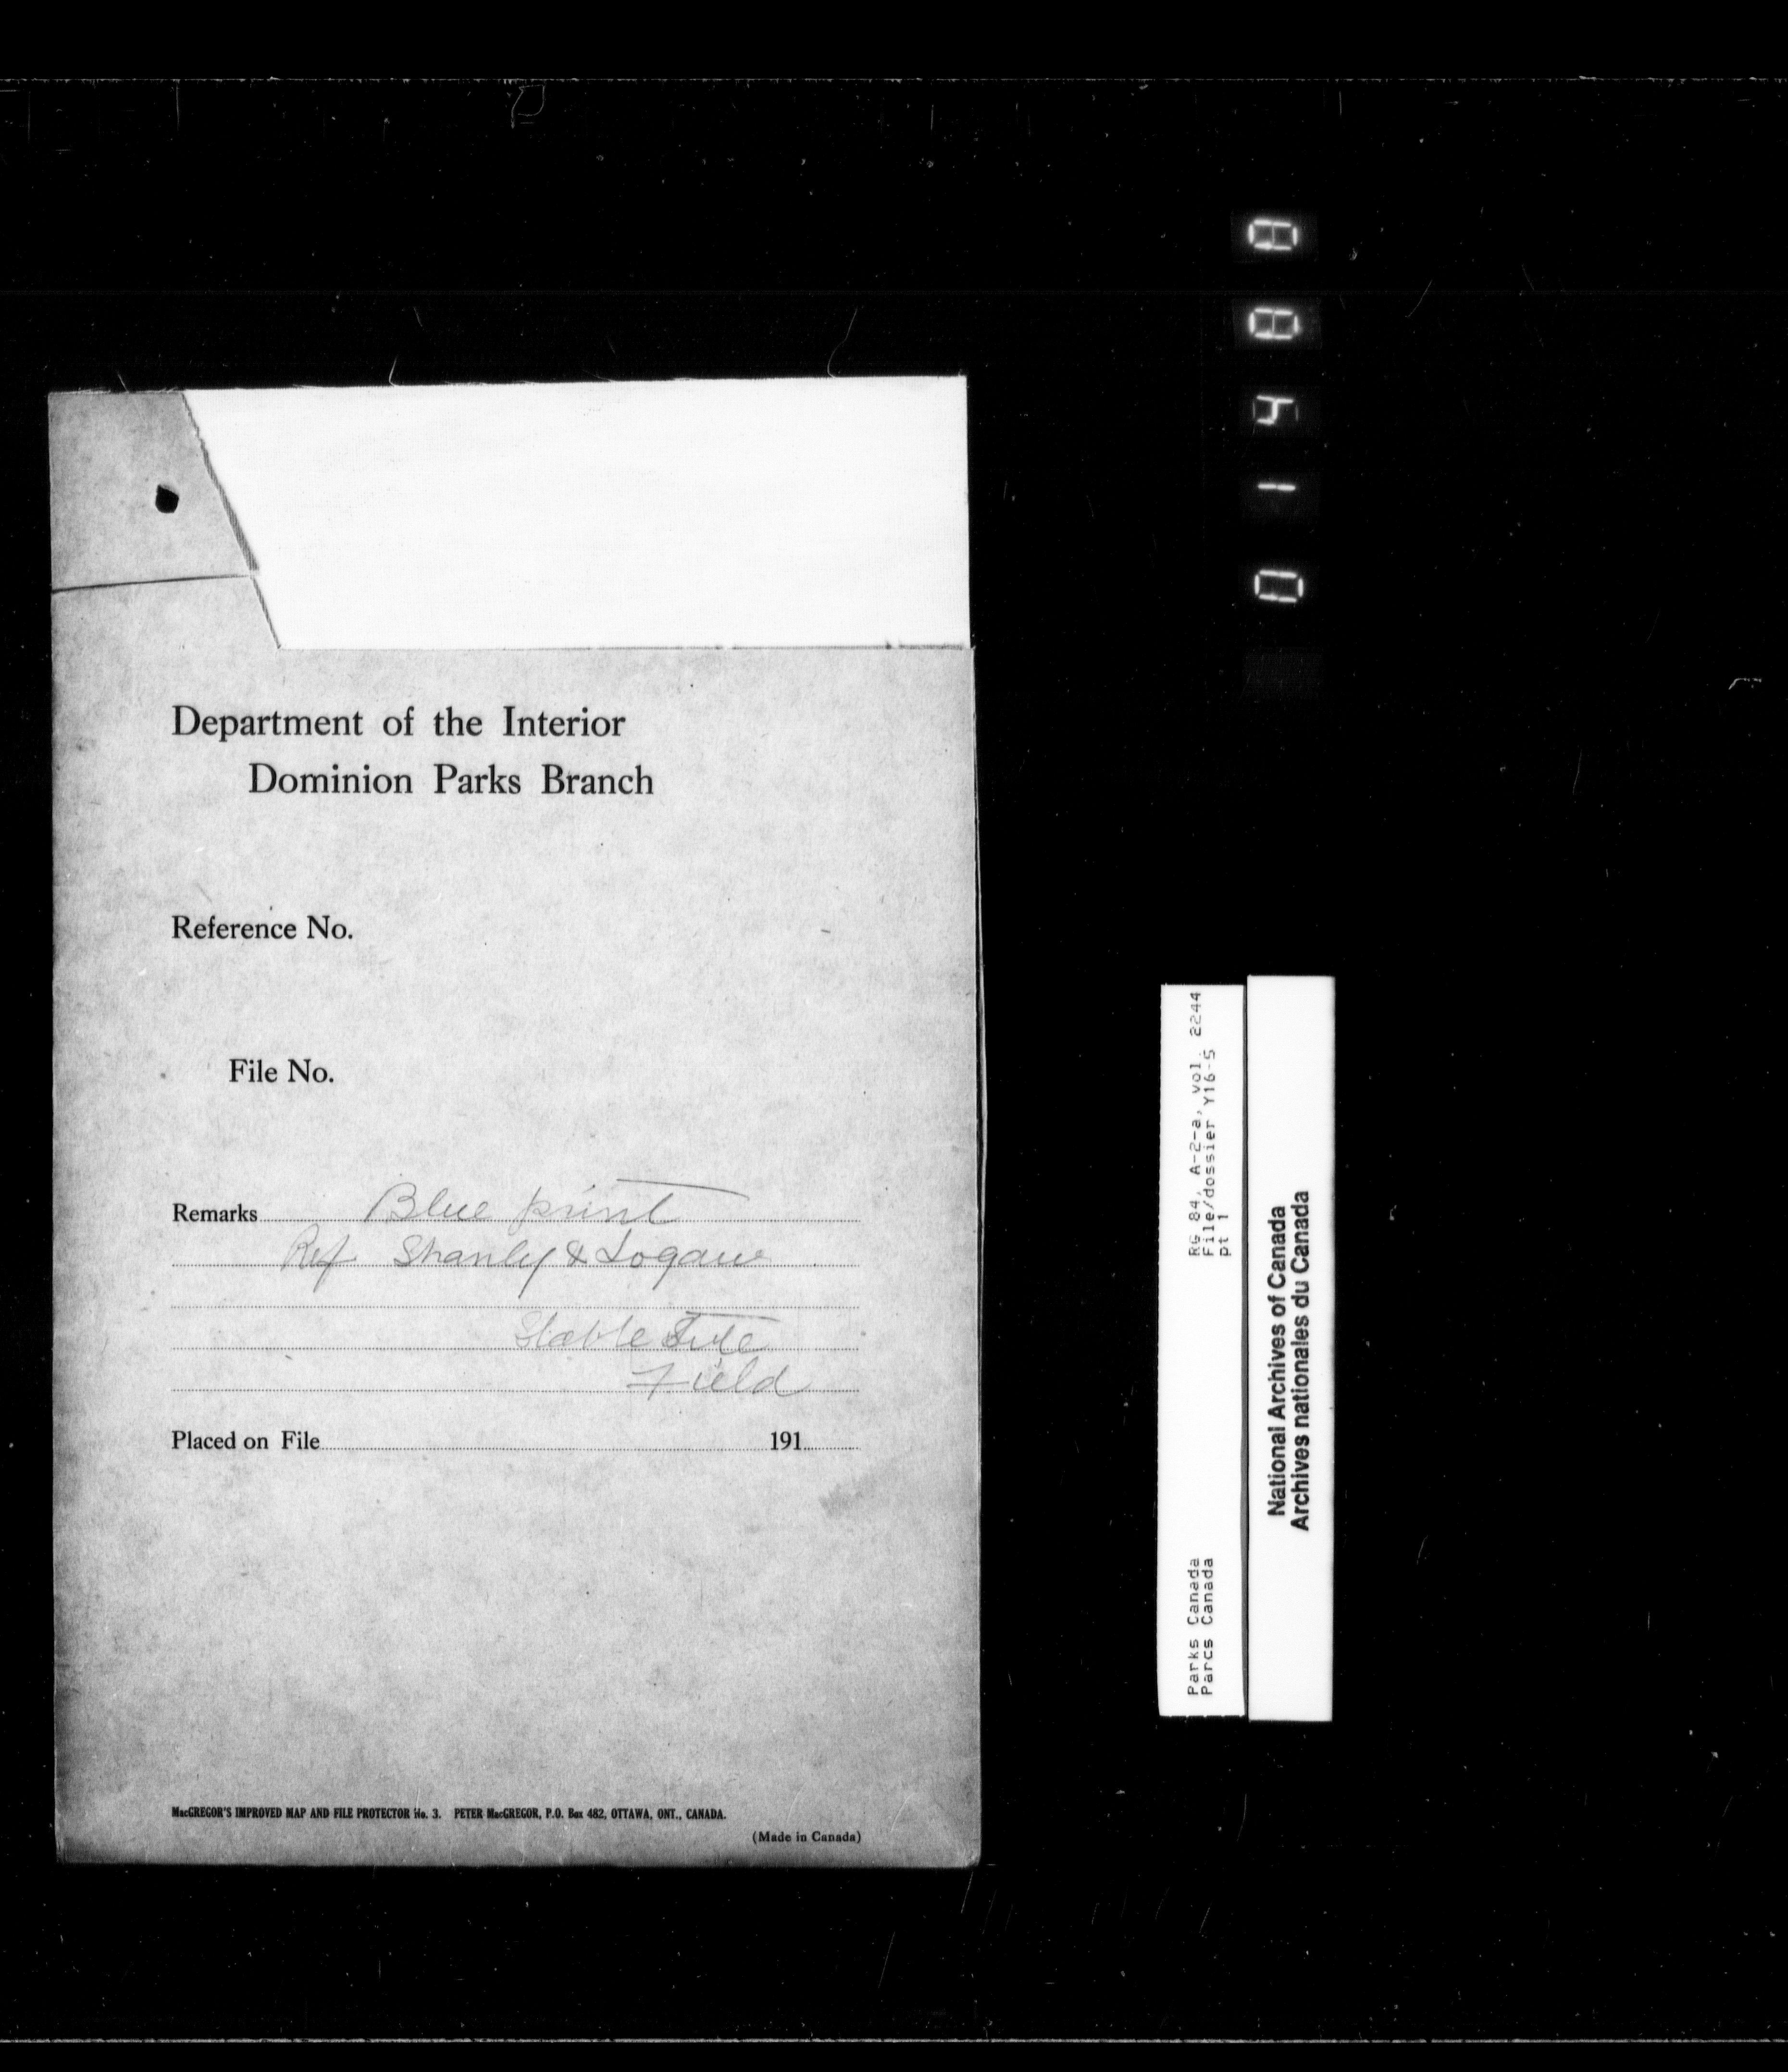 Department of the Interior
Dominion Parks Branch
Reference No.
File No.
Remarks Blue print
Ref Shanly & Logan
Stable Site
Field
Placed on File 191
MacGREGOR'S IMPROVED MAP AND FILE PROTECTOR No. 3. PETER MacGREGOR, P.O. Box 482, OTTAWA, ONT., CANADA.
(Made in Canada)
01488
RG 84, A-2-a, vol. 2244
File/dossier Y16-5
pt 1
Parks Canada
Parcs Canada
National Archives of Canada
Archives nationales du Canada